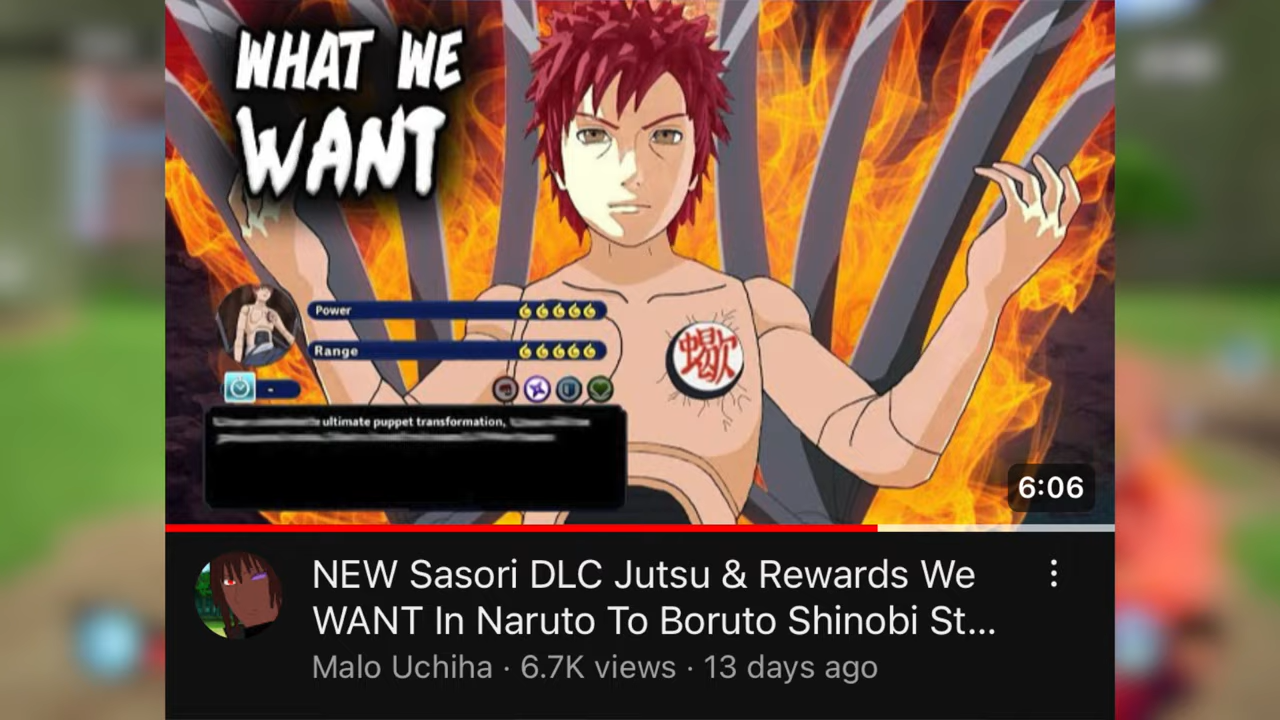 WHAT WE
WANT
Power
Range
-
蠍
ultimate puppet transformation,
6:06
NEW Sasori DLC Jutsu & Rewards We
WANT In Naruto To Boruto Shinobi St...
Malo Uchiha · 6.7K views · 13 days ago